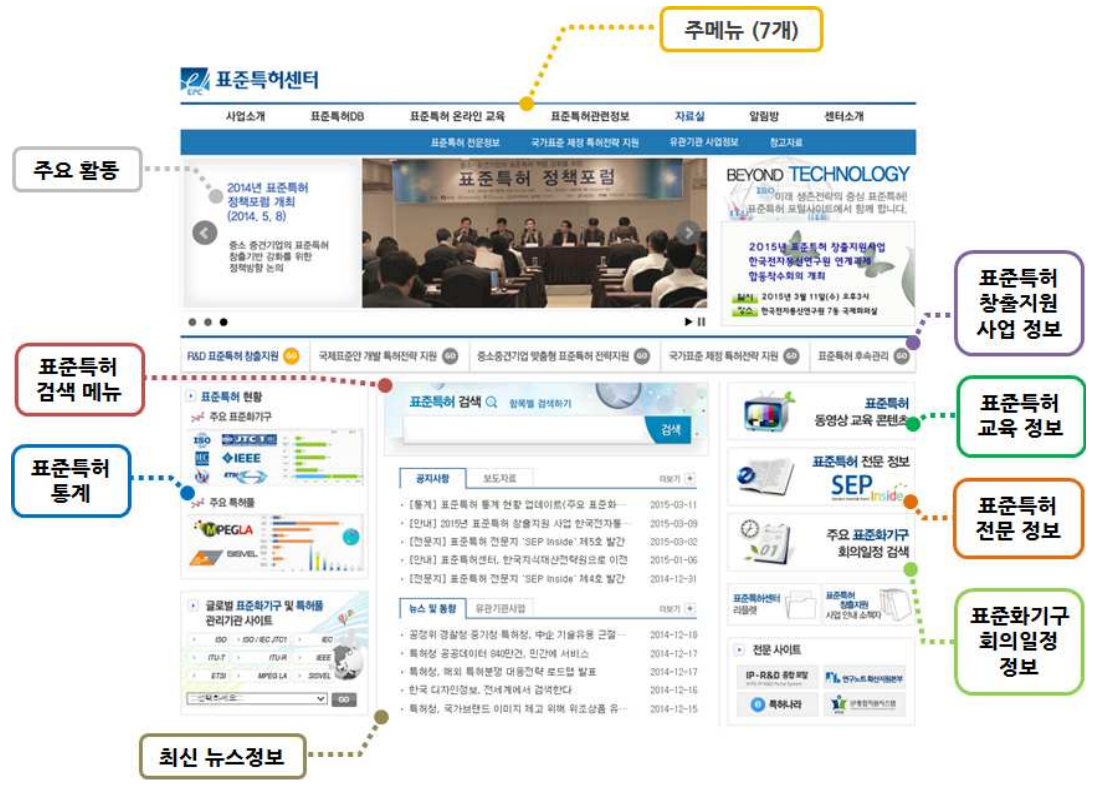 주메뉴 (7개)
EPC 표준특허센터
사업소개 표준특허DB 표준특허 온라인 교육 표준특허관련정보 자료실 알림방 센터소개
표준특허 전문정보 국가표준 제정 특허전략 지원 유관기관 사업정보 참고자료
주요 활동
2014년 표준특허
정책포럼 개최
(2014. 5, 8)
중소 중견기업의 표준특허
창출기반 강화를 위한
정책방향 논의
표준특허 정책포럼
BEYOND TECHNOLOGY
ISO
미래 생존전략의 중심 표준특허!
표준특허 포털사이트에서 함께 합니다.
2015년 표준특허 창출지원사업
한국전자통신연구원 연계과제
합동착수회의 개최
일시 2015년 3월 11일(수) 오후3시
장소 한국전자통신연구원 7동 국제회의실
표준특허
창출지원
사업 정보
R&D 표준특허 창출지원 GO 국제표준안 개발 특허전략 지원 GO 중소중견기업 맞춤형 표준특허 전략지원 GO 국가표준 제정 특허전략 지원 GO 표준특허 후속관리 GO
표준특허
검색 메뉴
표준특허 현황
주요 표준화기구
ISO JTC 1
IEC IEEE
주요 특허풀
MPEGLA
SISVEL
표준특허
통계
표준특허 검색 항목별 검색하기
검색
공지사항 보도자료 더보기 +
[통계] 표준특허 통계 현황 업데이트(주요 표준화… 2015-03-11
[안내] 2015년 표준특허 창출지원 사업 한국전자통… 2015-03-09
[전문지] 표준특허 전문지 'SEP Inside' 제5호 발간 2015-03-02
[안내] 표준특허센터, 한국지식재산전략원으로 이전 2015-01-06
[전문지] 표준특허 전문지 'SEP Inside' 제4호 발간 2014-12-31
뉴스 및 동향 유관기관사업 더보기 +
공정위 경찰청 중기청 특허청, 中企 기술유용 근절… 2014-12-18
특허청 공공데이터 840만건, 민간에 서비스 2014-12-17
특허청, 해외 특허분쟁 대응전략 로드맵 발표 2014-12-17
한국 디자인정보, 전세계에서 검색한다 2014-12-16
특허청, 국가브랜드 이미지 제고 위해 위조상품 유… 2014-12-15
표준특허
동영상 교육 콘텐츠
표준특허 전문 정보
SEP Inside
주요 표준화기구
회의일정 검색
표준특허센터
리플렛
표준특허
창출지원
사업 안내 소책자
전문 사이트
IP-R&D 종합 포탈 연구노트 확산지원본부
특허나라
표준특허
교육 정보
표준특허
전문 정보
표준화기구
회의일정
정보
글로벌 표준화기구 및 특허풀
관리기관 사이트
ISO ISO/IEC JTC1 IEC
ITU-T ITU-R IEEE
ETSI MPEG LA SISVEL
선택하세요 GO
최신 뉴스정보